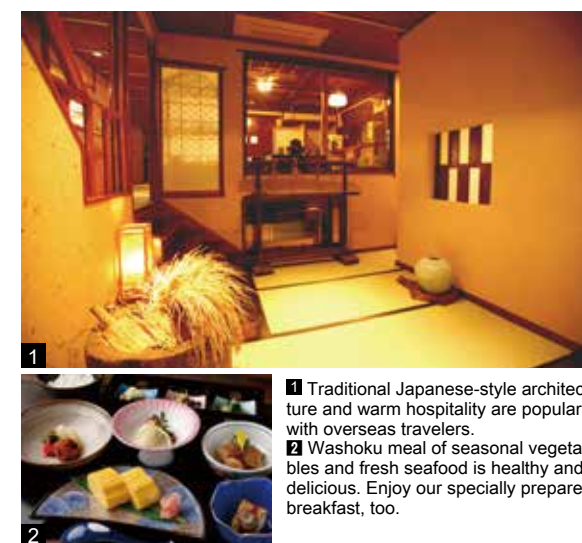 1
2
1 Traditional Japanese-style architec
ture and warm hospitality are popular
with overseas travelers.
2 Washoku meal of seasonal vegeta
bles and fresh seafood is healthy and
delicious. Enjoy our specially prepare
breakfast, too.